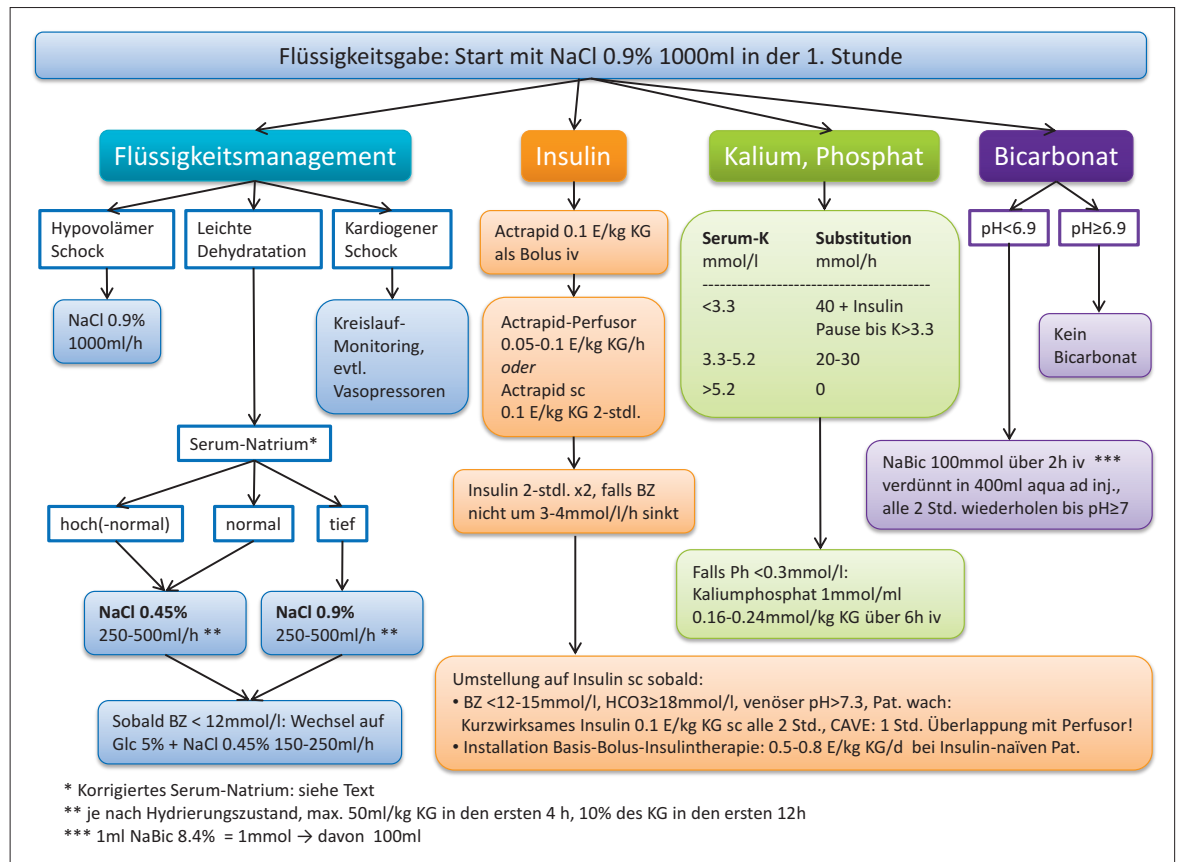 Flüssigkeitsgabe: Start mit NaCl 0.9% 1000ml in der 1. Stunde
Flüssigkeitsmanagement
Hypovolämer
Schock
Leichte
Dehydratation
Kardiogener
Schock
NaCl 0.9%
1000ml/h
Kreislauf-
Monitoring,
evtl.
Vasopressoren
Serum-Natrium*
hoch(-normal)
normal
tief
NaCl 0.45%
250-500ml/h **
NaCl 0.9%
250-500ml/h **
Sobald BZ < 12mmol/l: Wechsel auf
Glc 5% + NaCl 0.45% 150-250ml/h
Insulin
Actrapid 0.1 E/kg KG
als Bolus iv
Actrapid-Perfusor
0.05-0.1 E/kg KG/h
oder
Actrapid sc
0.1 E/kg KG 2-stdl.
Insulin 2-stdl. x2, falls BZ
nicht um 3-4mmol/l/h sinkt
Umstellung auf Insulin sc sobald:
• BZ <12-15mmol/l, HCO3≥18mmol/l, venöser pH>7.3, Pat. wach:
Kurzwirksames Insulin 0.1 E/kg KG sc alle 2 Std., CAVE: 1 Std. Überlappung mit Perfusor!
• Installation Basis-Bolus-Insulintherapie: 0.5-0.8 E/kg KG/d bei Insulin-naïven Pat.
Kalium, Phosphat
Serum-K Substitution
mmol/l mmol/h
----------------------------------------
<3.3 40 + Insulin
Pause bis K>3.3
3.3-5.2 20-30
>5.2 0
Falls Ph <0.3mmol/l:
Kaliumphosphat 1mmol/ml
0.16-0.24mmol/kg KG über 6h iv
Bicarbonat
pH<6.9
pH≥6.9
Kein
Bicarbonat
NaBic 100mmol über 2h iv ***
verdünnt in 400ml aqua ad inj.,
alle 2 Std. wiederholen bis pH≥7
* Korrigiertes Serum-Natrium: siehe Text
** je nach Hydrierungszustand, max. 50ml/kg KG in den ersten 4 h, 10% des KG in den ersten 12h
*** 1ml NaBic 8.4% = 1mmol → davon 100ml